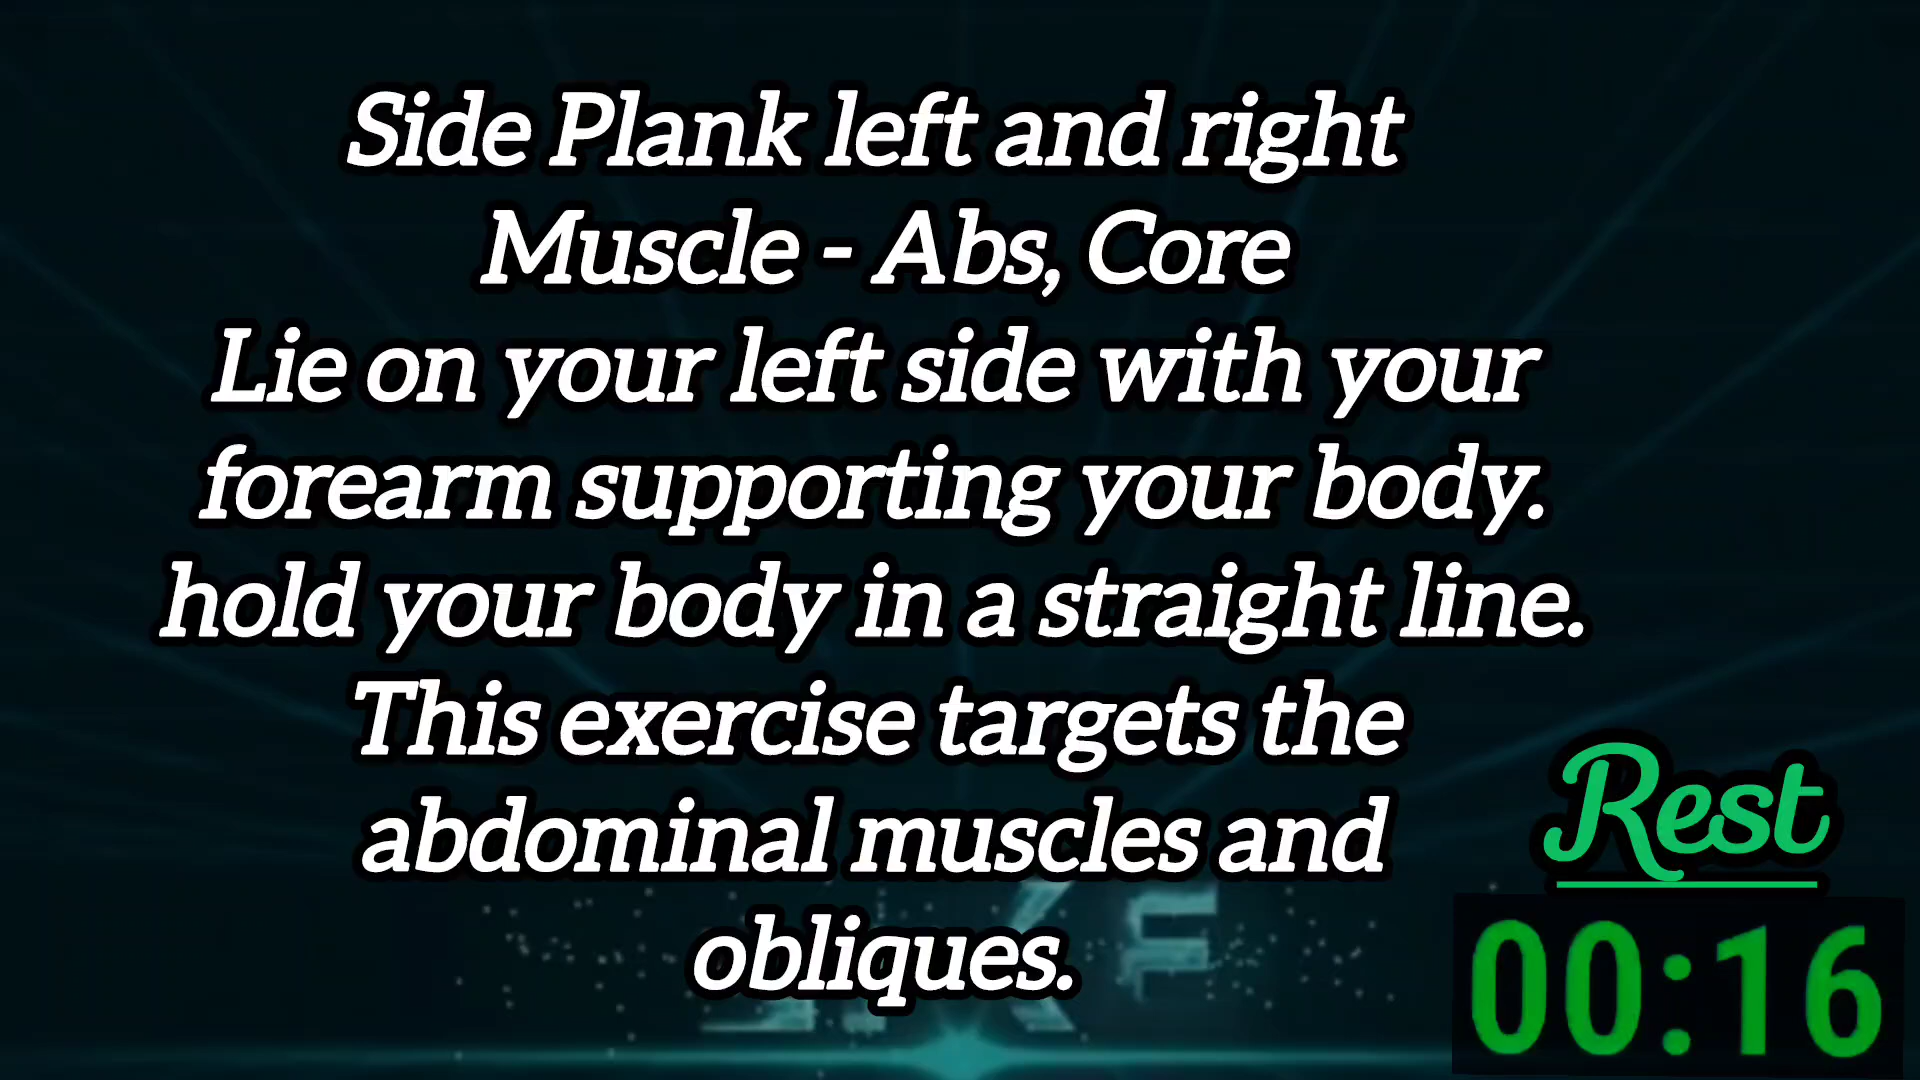 Side Plank left and right
Muscle - Abs, Core
Lie on your left side with your
forearm supporting your body.
hold your body in a straight line.
This exercise targets the
abdominal muscles and
obliques.
Rest
00:16